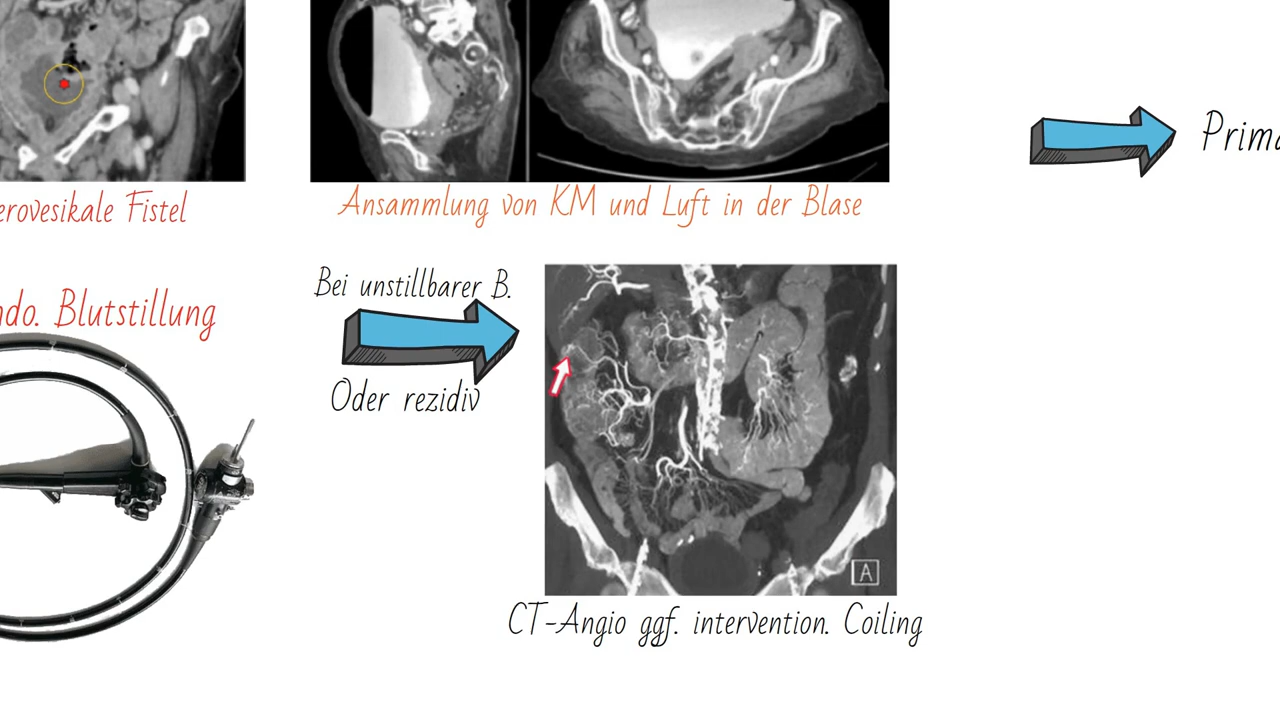 Prima
erovesikale Fistel
Ansammlung von KM und Luft in der Blase
Bei unstillbarer B.
ndo. Blutstillung
Oder rezidiv
A
CT-Angio ggf. intervention. Coiling